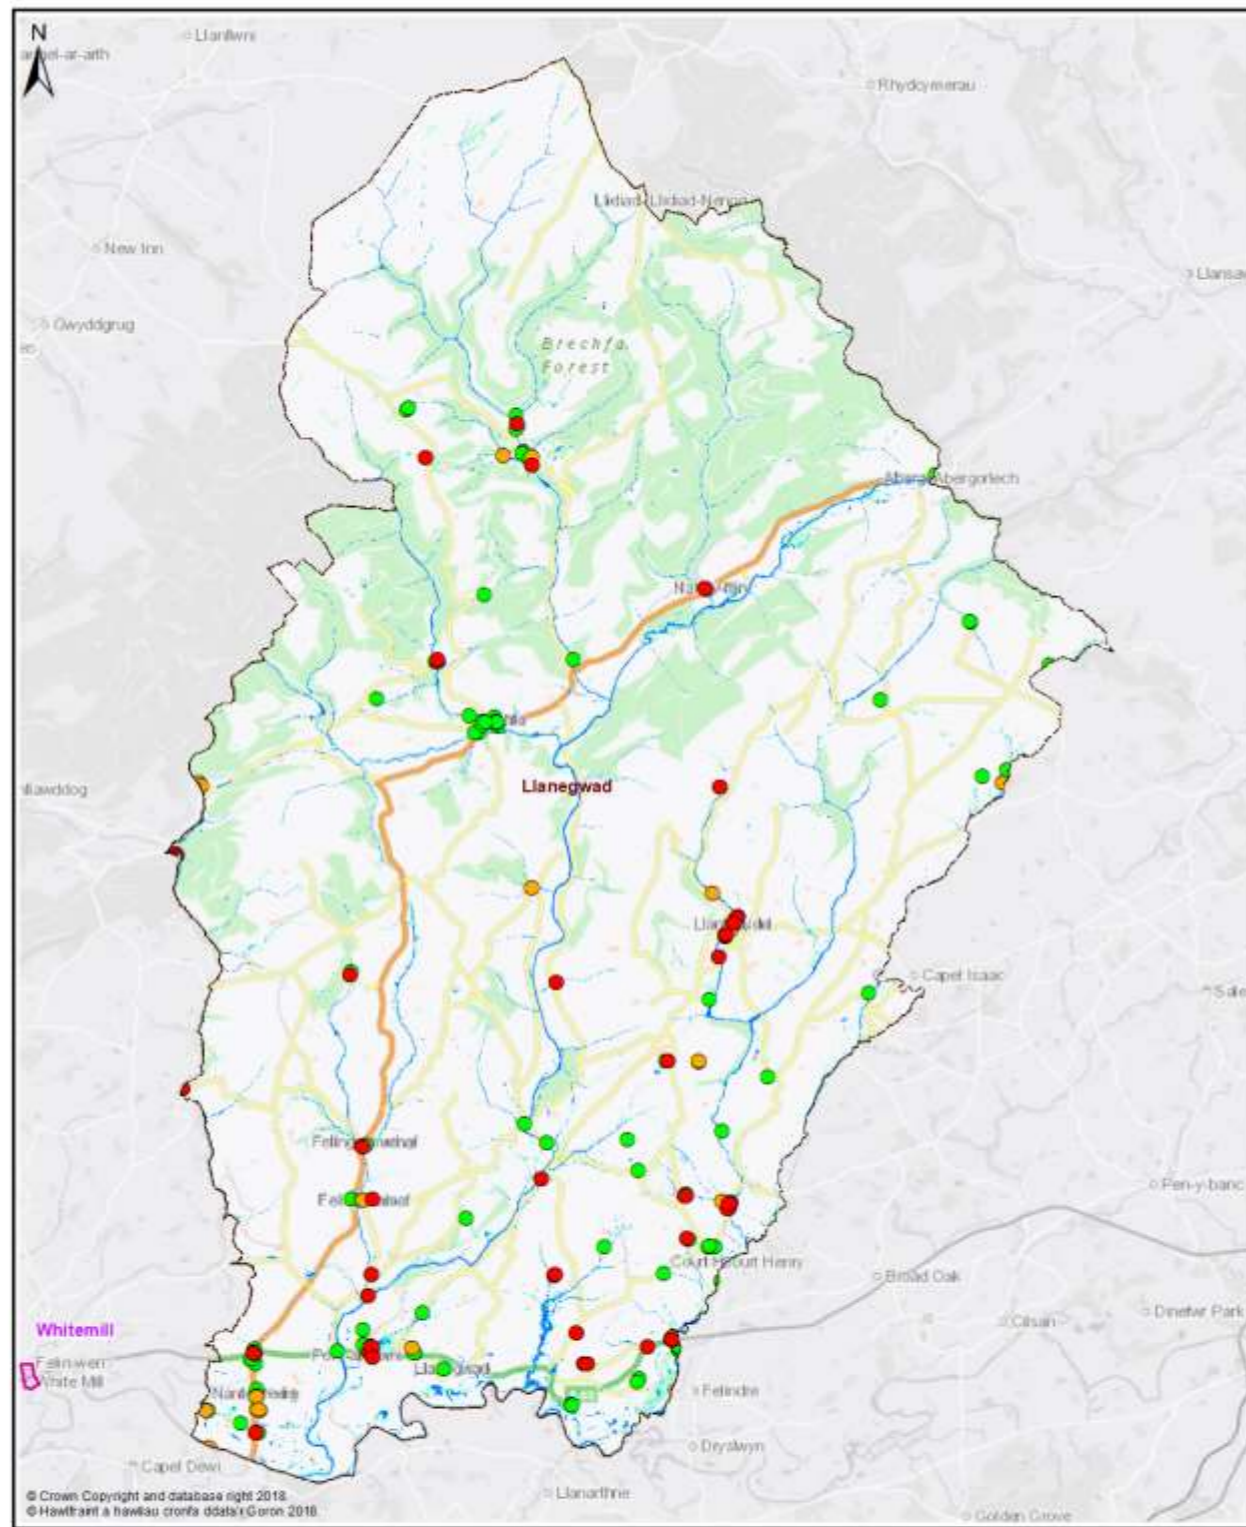 N
Llanllwni
Rhydcymerau
New Inn
Llansaw
Gwyddgrug
Brechfa
Forest
Abergorlech
Llanegwad
Capel Isaac
Pen-y-banc
Court Henry
Broad Oak
Dinefwr Park
Cilsan
Whitemill
Felin-wen
White Mill
Felindre
Dryslwyn
Capel Dewi
Llanarthne
© Crown Copyright and database right 2018.
© Hawlfraint a hawliau cronfa ddata'r Goron 2018.
Golden Grove